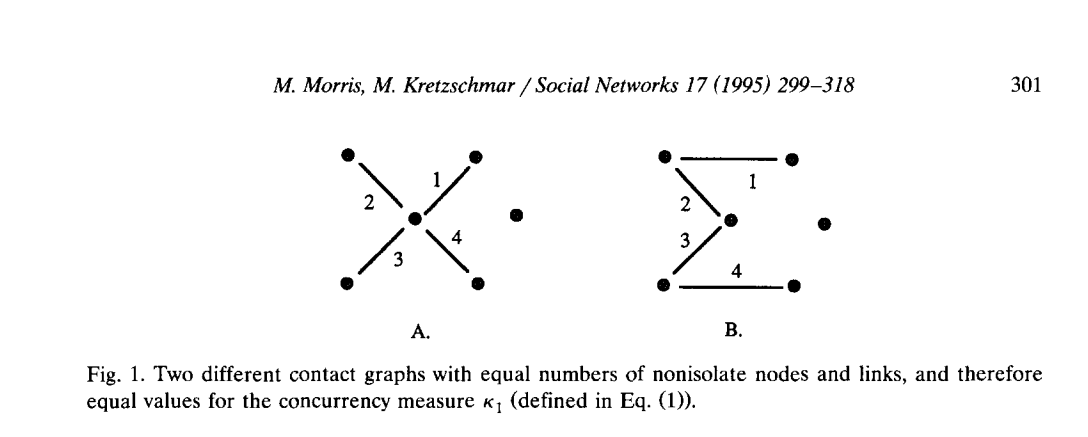 M. Morris, M. Kretzschmar / Social Networks 17 (1995) 299–318 301
1
2
3
4
A.
1
2
3
4
B.
Fig. 1. Two different contact graphs with equal numbers of nonisolate nodes and links, and therefore
equal values for the concurrency measure κ₁ (defined in Eq. (1)).